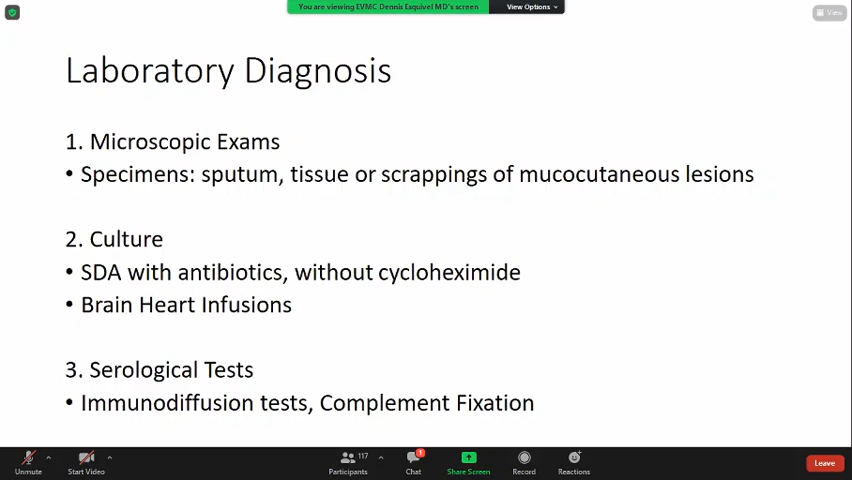 You are viewing EVMC Dennis Esquivel MD's screen
View Options
View
Laboratory Diagnosis
1. Microscopic Exams
• Specimens: sputum, tissue or scrappings of mucocutaneous lesions
2. Culture
• SDA with antibiotics, without cycloheximide
• Brain Heart Infusions
3. Serological Tests
• Immunodiffusion tests, Complement Fixation
117
1
Unmute
Start Video
Participants
Chat
Share Screen
Record
Reactions
Leave